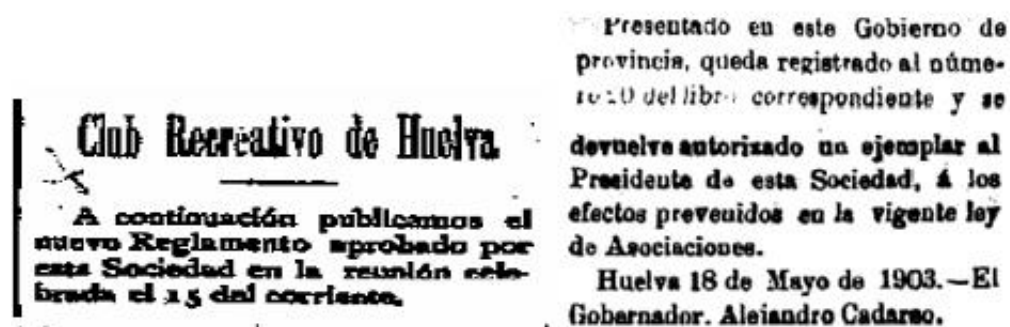 Club Recreativo de Huelva.
A continuación publicamos el
nuevo Reglamento aprobado por
esta Sociedad en la reunión cele-
brada el 15 del corriente.
Presentado en este Gobierno de
provincia, queda registrado al núme-
del libro correspondiente y se
devuelve autorizado un ejemplar al
Presidente de esta Sociedad, á los
efectos prevenidos en la vigente ley
de Asociaciones.
Huelva 18 de Mayo de 1903.—El
Gobernador. Alejandro Cadarso.